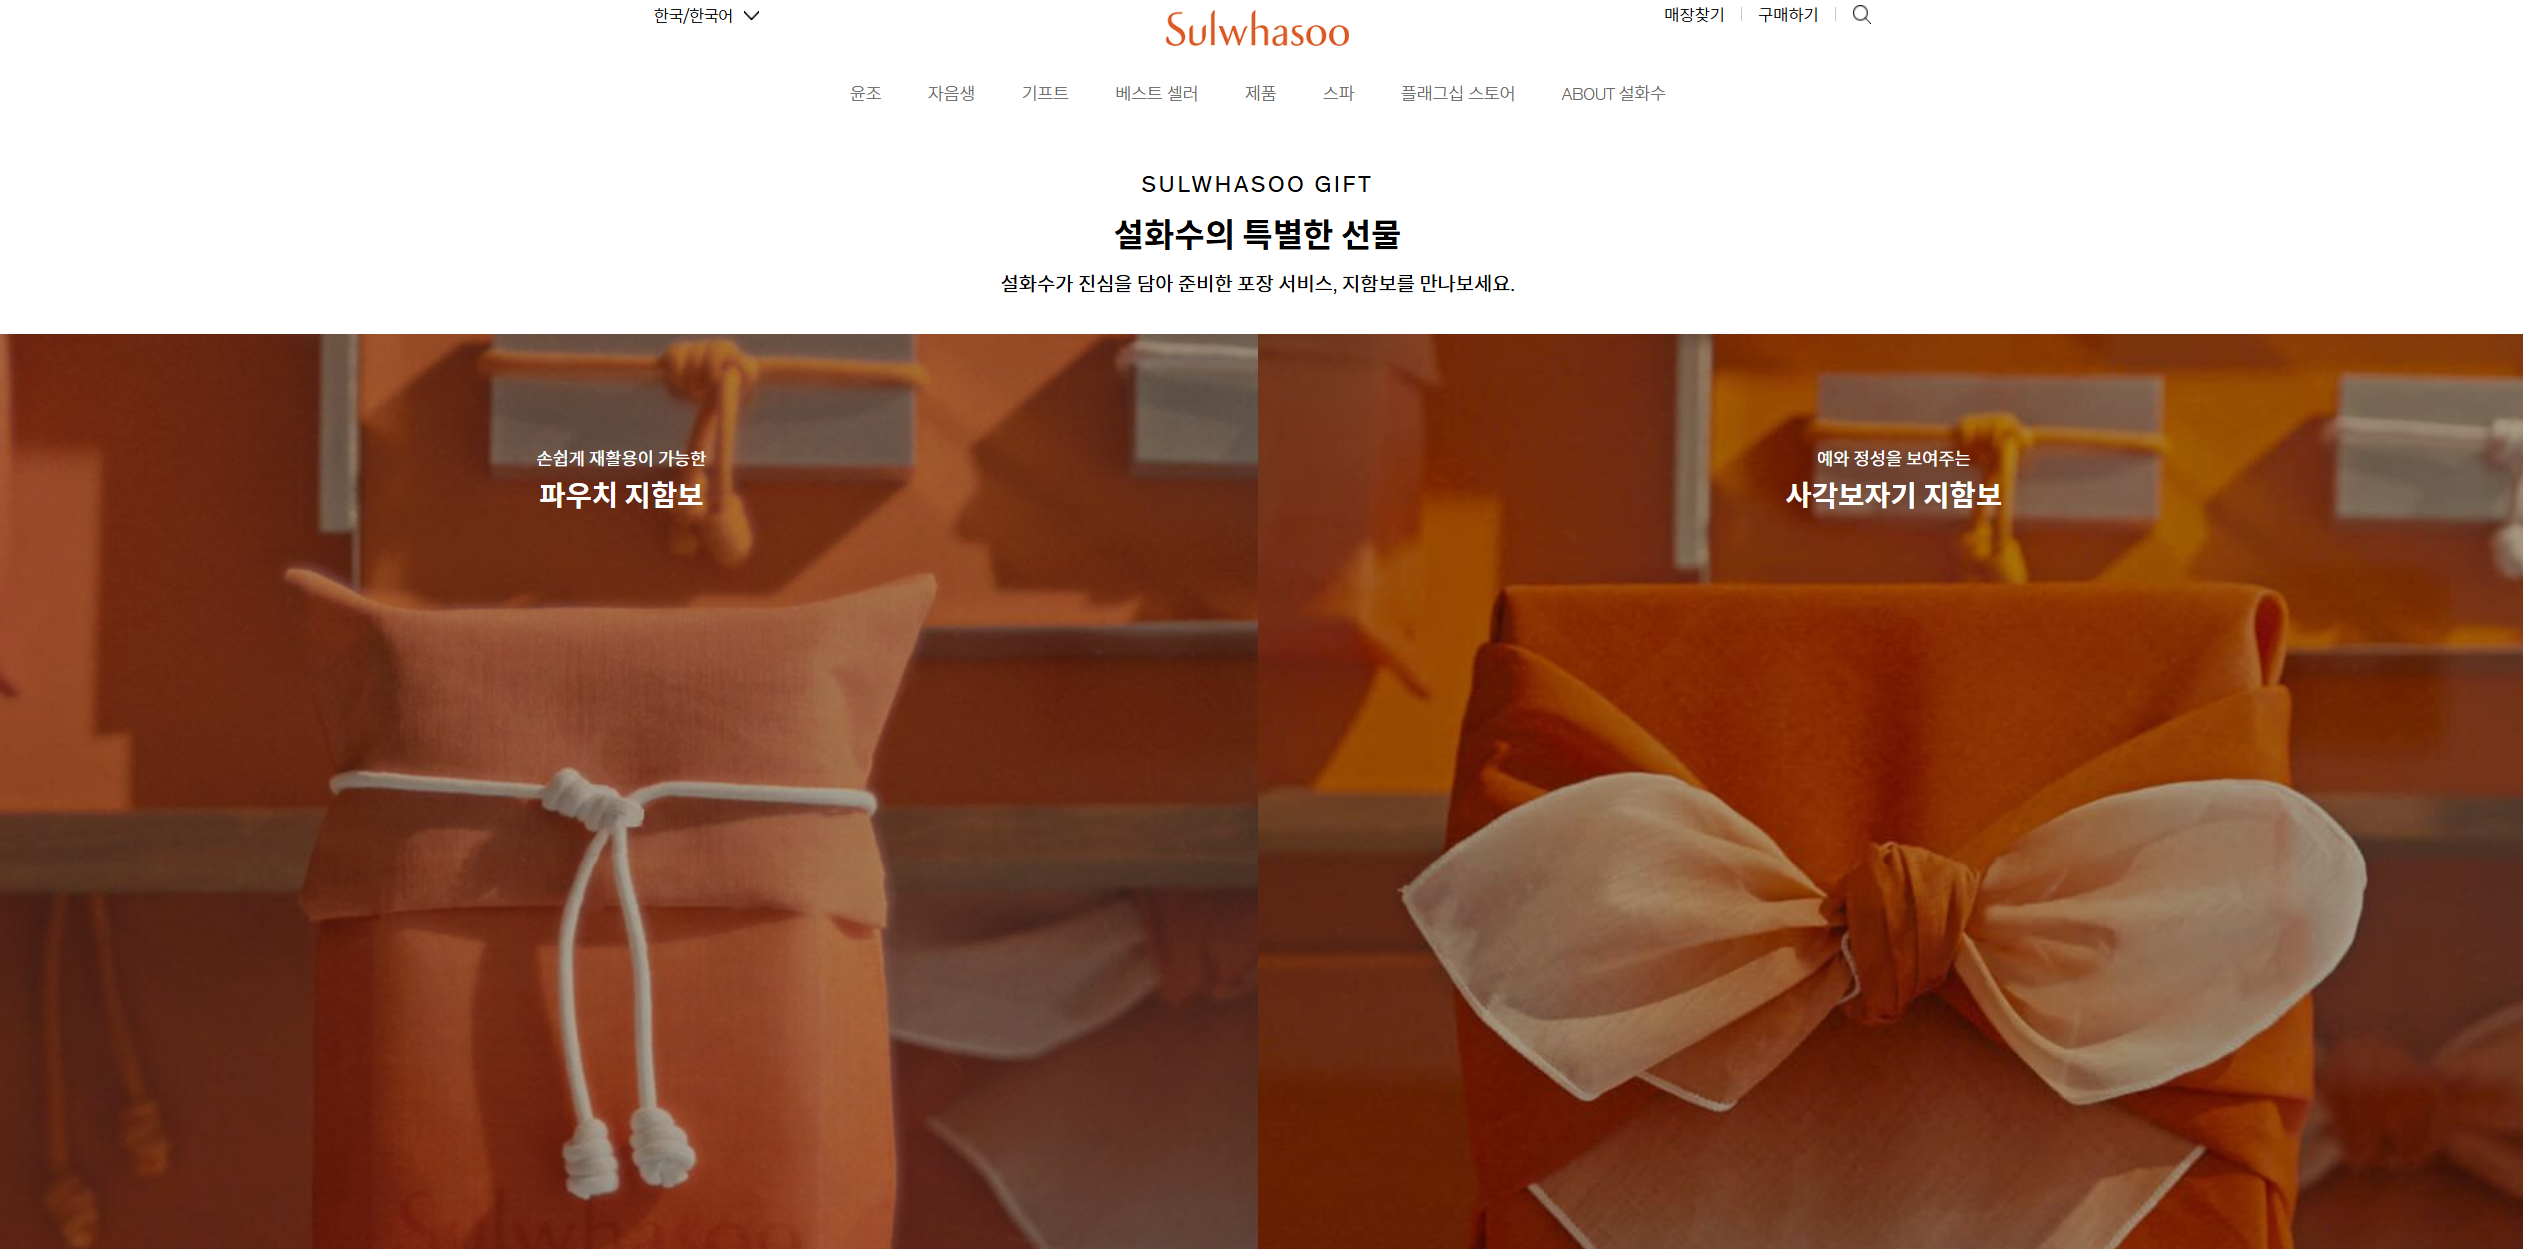 한국/한국어
Sulwhasoo
매장찾기
구매하기
윤조 자음생 기프트 베스트 셀러 제품 스파 플래그십 스토어 ABOUT 설화수
SULWHASOO GIFT
설화수의 특별한 선물
설화수가 진심을 담아 준비한 포장 서비스, 지함보를 만나보세요.
손쉽게 재활용이 가능한
파우치 지함보
예와 정성을 보여주는
사각보자기 지함보
Sulwhasoo